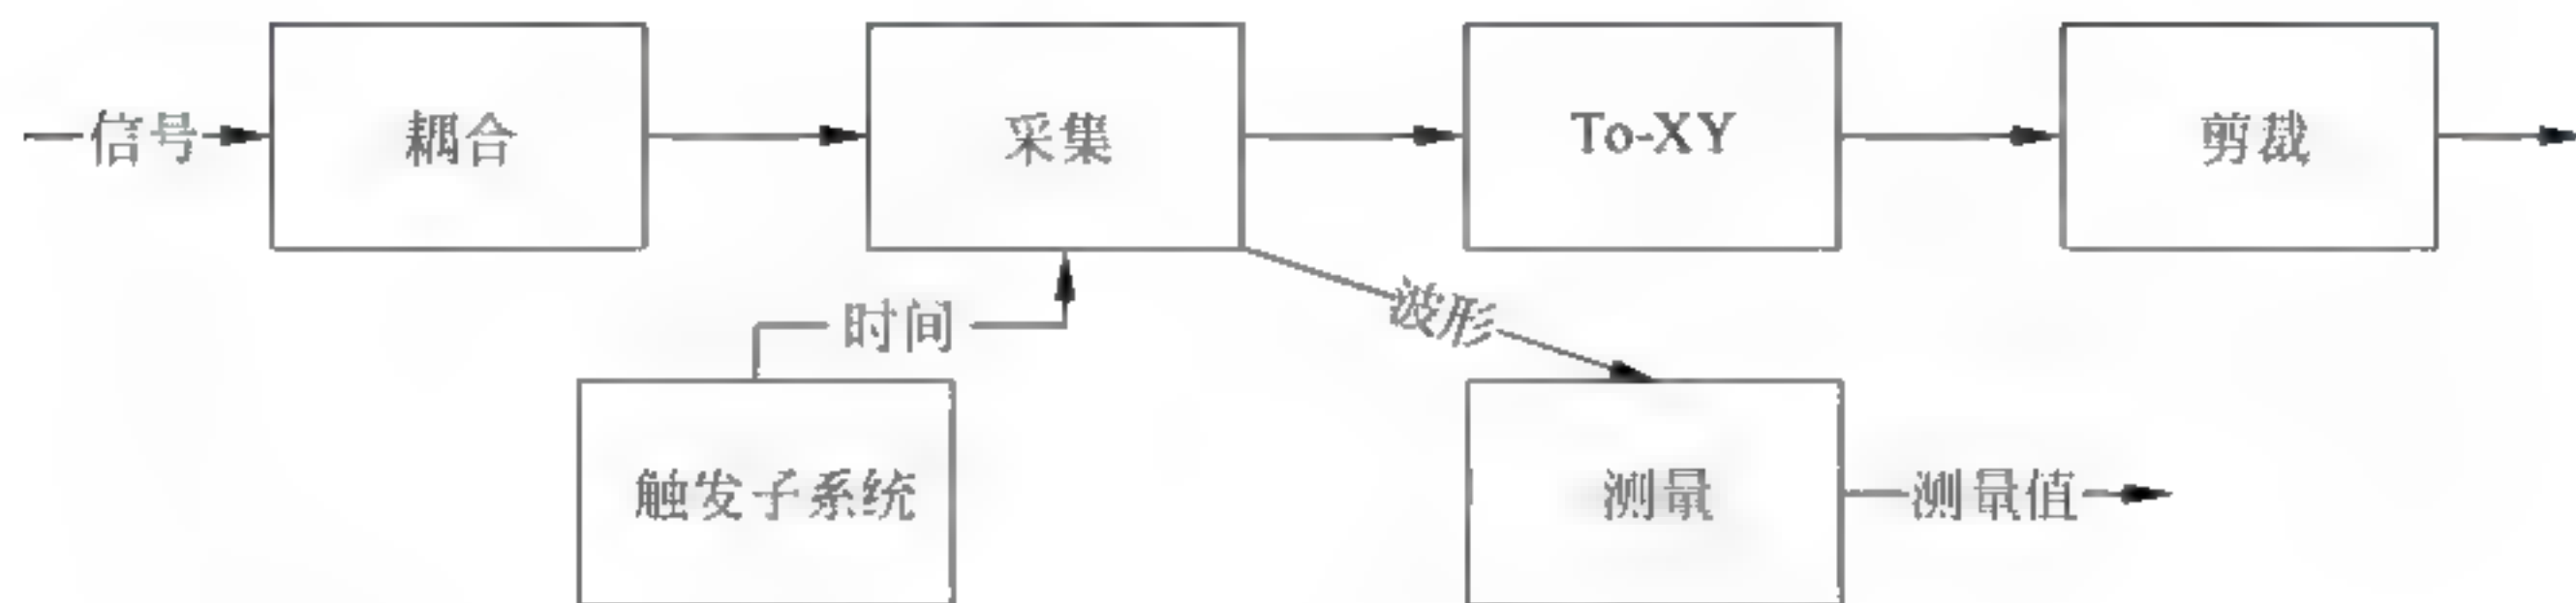 信号 耦合 采集 To-XY 剪裁
时间 波形
触发子系统 测量 测量值